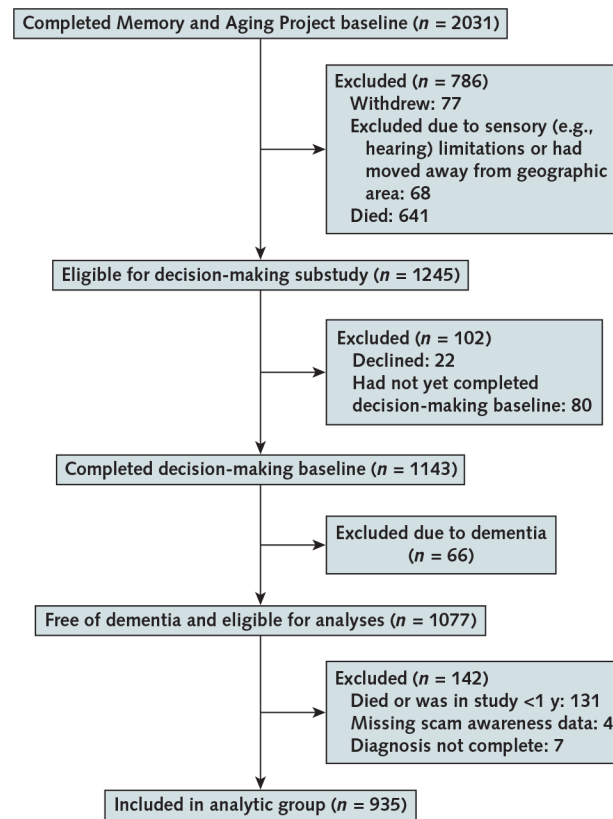 Completed Memory and Aging Project baseline (n = 2031)
Excluded (n = 786)
Withdrew: 77
Excluded due to sensory (e.g.,
hearing) limitations or had
moved away from geographic
area: 68
Died: 641
Eligible for decision-making substudy (n = 1245)
Excluded (n = 102)
Declined: 22
Had not yet completed
decision-making baseline: 80
Completed decision-making baseline (n = 1143)
Excluded due to dementia
(n = 66)
Free of dementia and eligible for analyses (n = 1077)
Excluded (n = 142)
Died or was in study <1 y: 131
Missing scam awareness data: 4
Diagnosis not complete: 7
Included in analytic group (n = 935)